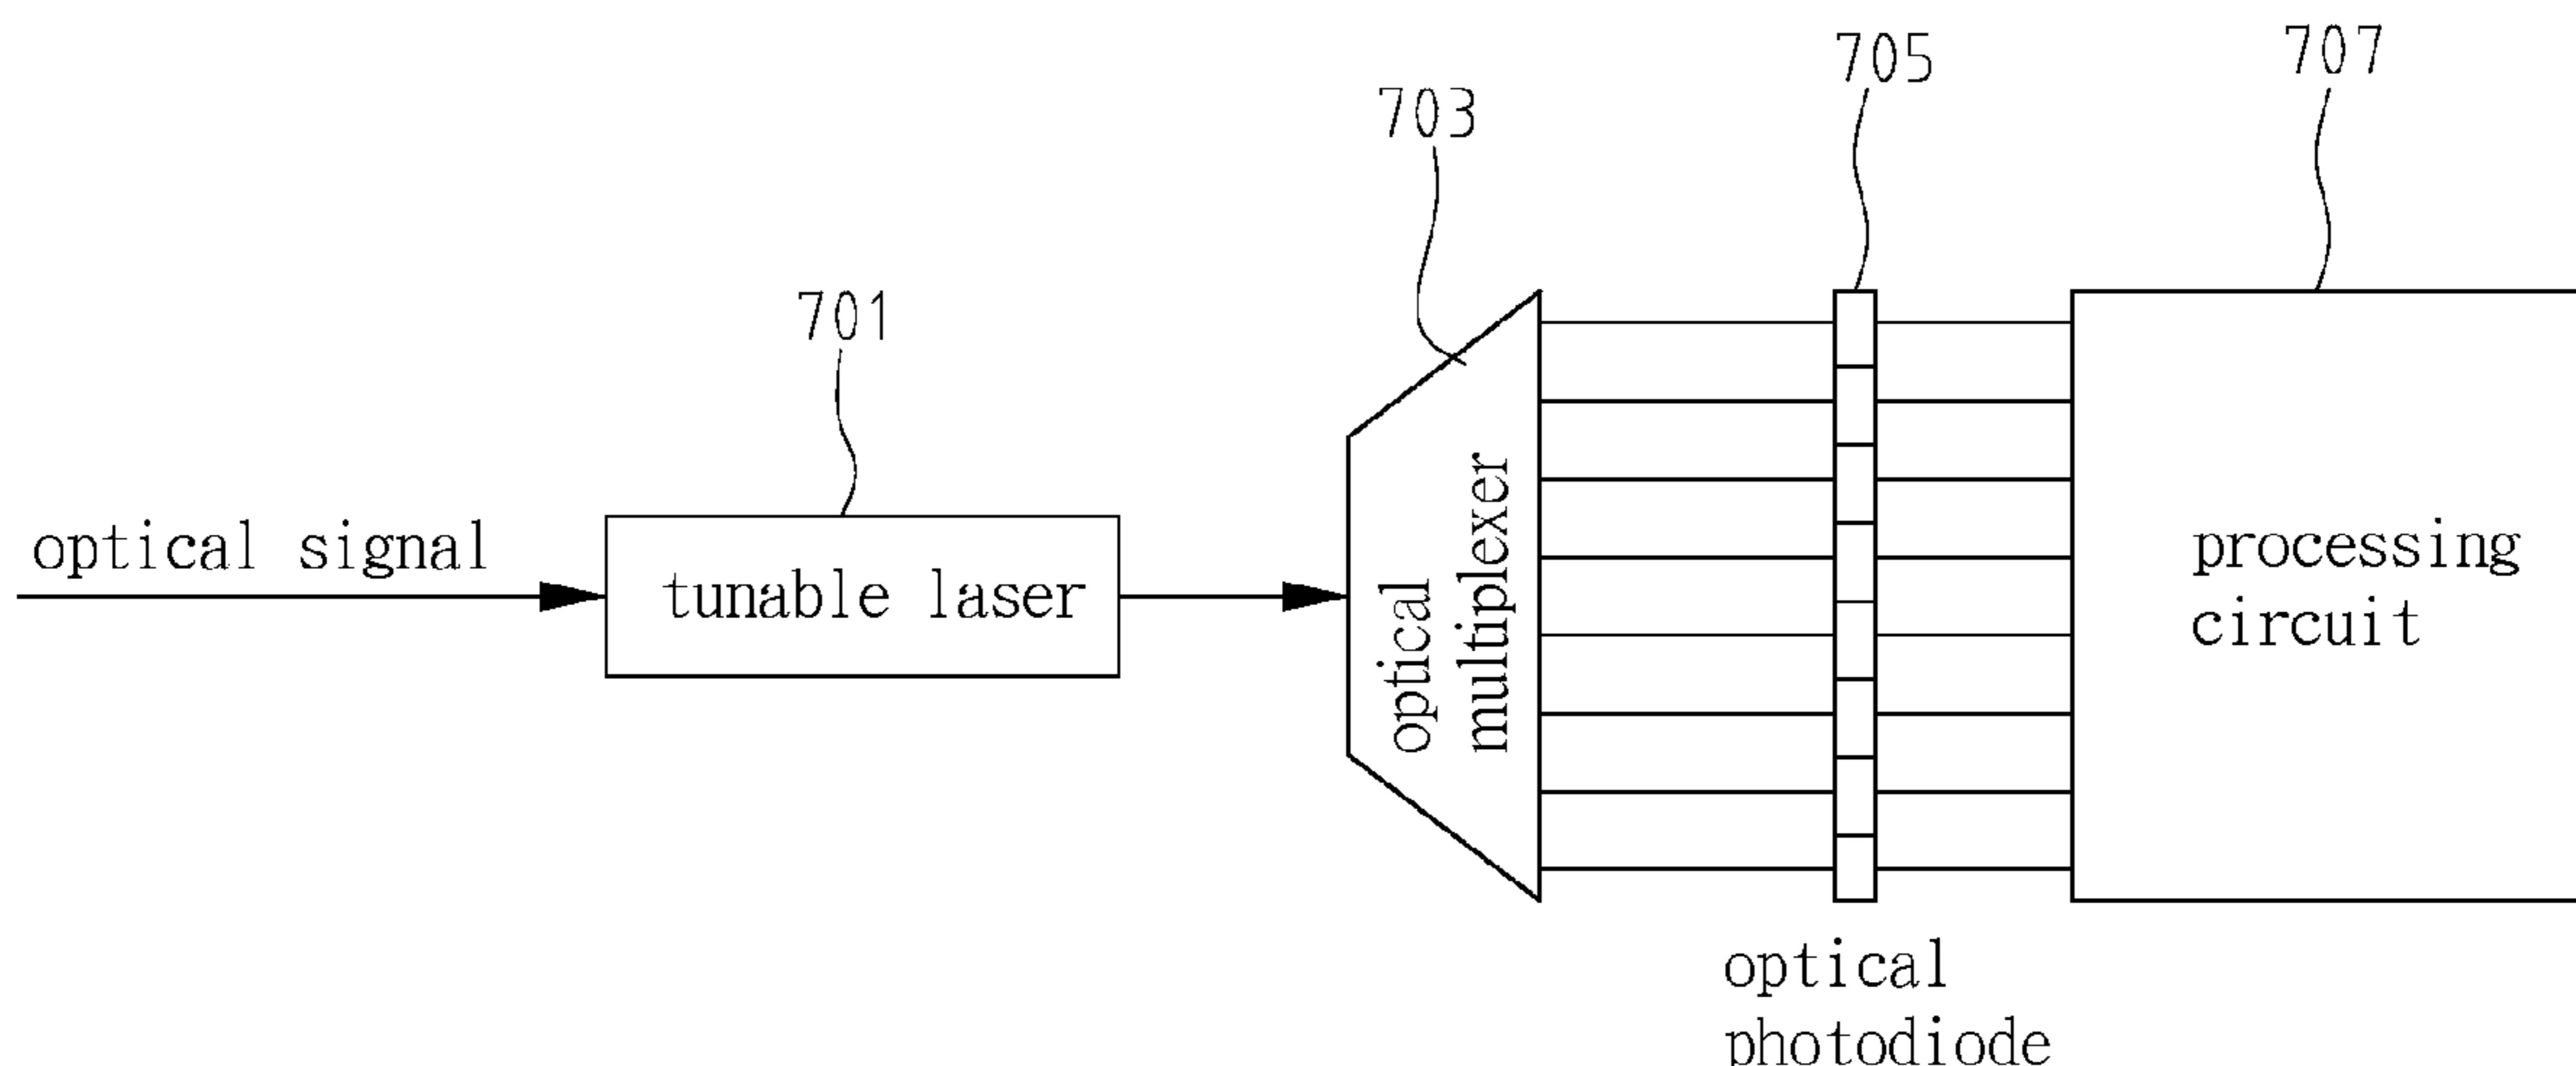 707
705
703
701
optical signal
tunable laser
optical
multiplexer
processing
circuit
optical
photodiode